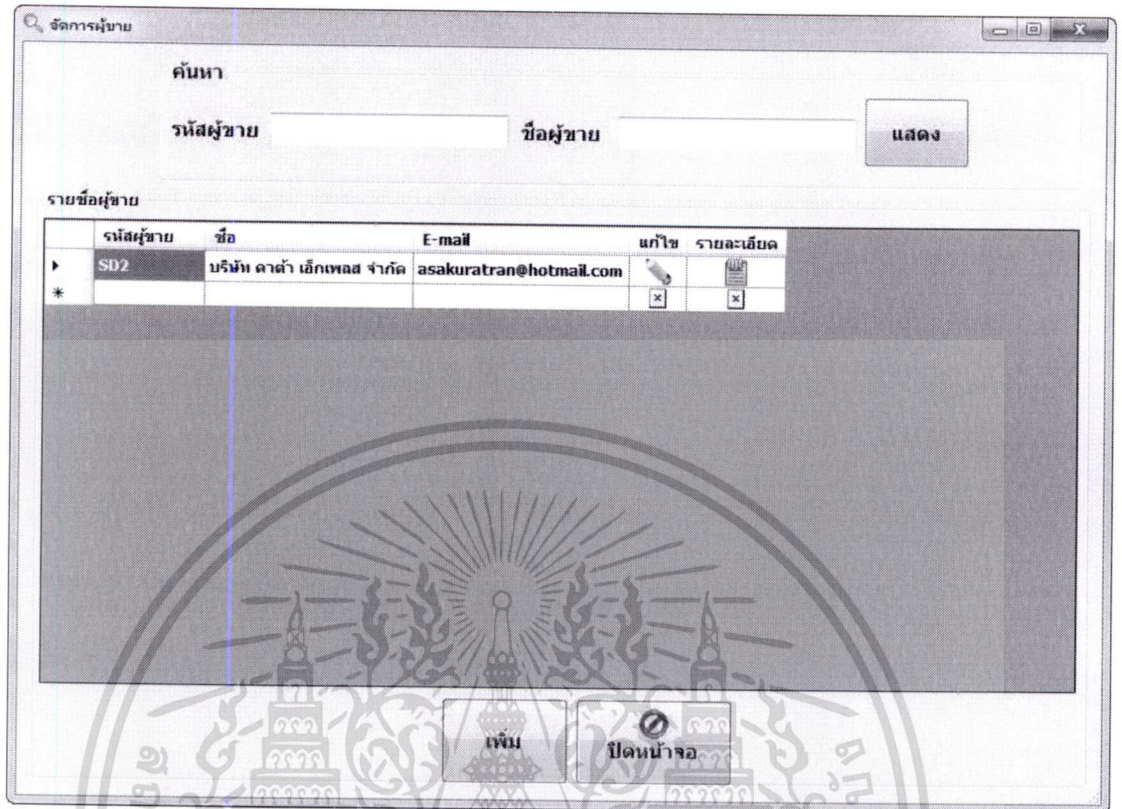 จัดการผู้ขาย
ค้นหา
รหัสผู้ขาย ชื่อผู้ขาย แสดง
รายชื่อผู้ขาย
รหัสผู้ขาย ชื่อ E-mail แก้ไข รายละเอียด
SD2 บริษัท ดาต้า เอ็กเพลส จำกัด asakuratran@hotmail.com
เพิ่ม ปิดหน้าจอ